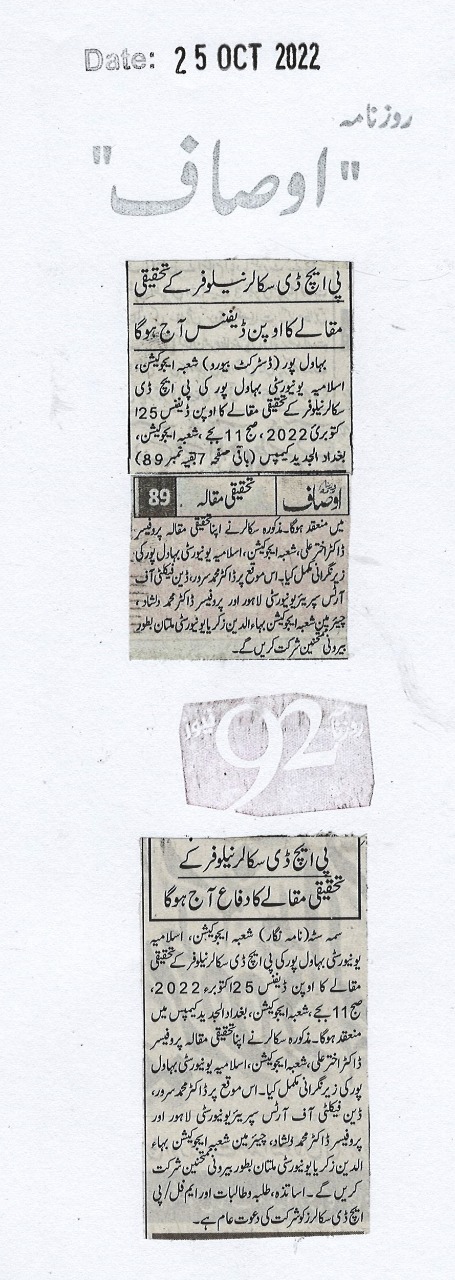 Date: 25 OCT 2022
روزنامہ
"اوصاف"
پی ایچ ڈی سکالر نیلوفر کے تحقیقی
مقالے کا اوپن ڈیفنس آج ہوگا
بہاول پور (ڈسٹرکٹ بیورو) شعبہ ایجوکیشن،
اسلامیہ یونیورسٹی بہاول پور کی پی ایچ ڈی
سکالر نیلوفر کے تحقیقی مقالے کا اوپن ڈیفنس 25ا
کتوبری 2022، صبح 11 بجے، شعبہ ایجوکیشن،
بغداد الجدید کیمپس (باقی صفحہ 7 بقیہ نمبر 89)
اوصاف تحقیقی مقالہ 89
میں منعقد ہوگا۔ مذکورہ سکالر نے اپنا تحقیقی مقالہ پروفیسر
ڈاکٹر اختر علی، شعبہ ایجوکیشن، اسلامیہ یونیورسٹی بہاول پور کی
زیر نگرانی مکمل کیا۔ اس موقع پر ڈاکٹر محمد سرور، ڈین فیکلٹی آف
آرٹس سپیریئر یونیورسٹی لاہور اور پروفیسر ڈاکٹر محمد دلشاد،
چیئرمین شعبہ ایجوکیشن بہاء الدین زکریا یونیورسٹی ملتان بطور
بیرونی ممتحنین شرکت کریں گے۔
روزنامہ 92 نیوز
پی ایچ ڈی سکالر نیلوفر کے
تحقیقی مقالے کا دفاع آج ہوگا
سمہ سٹہ (نامہ نگار) شعبہ ایجوکیشن، اسلامیہ
یونیورسٹی بہاول پور کی پی ایچ ڈی سکالر نیلوفر کے تحقیقی
مقالے کا اوپن ڈیفنس 25 اکتوبرء 2022،
صبح 11 بجے، شعبہ ایجوکیشن، بغداد الجدید کیمپس میں
منعقد ہوگا۔ مذکورہ سکالر نے اپنا تحقیقی مقالہ پروفیسر
ڈاکٹر اختر علی، شعبہ ایجوکیشن، اسلامیہ یونیورسٹی بہاول
پور کی زیر نگرانی مکمل کیا۔ اس موقع پر ڈاکٹر محمد سرور،
ڈین فیکلٹی آف آرٹس سپیریئر یونیورسٹی لاہور اور
پروفیسر ڈاکٹر محمد دلشاد، چیئرمین شعبہ ایجوکیشن بہاء
الدین زکریا یونیورسٹی ملتان بطور بیرونی ممتحنین شرکت
کریں گے۔ اساتذہ، طلبہ و طالبات اور ایم فل / پی
ایچ ڈی سکالرز کو شرکت کی دعوت عام ہے۔